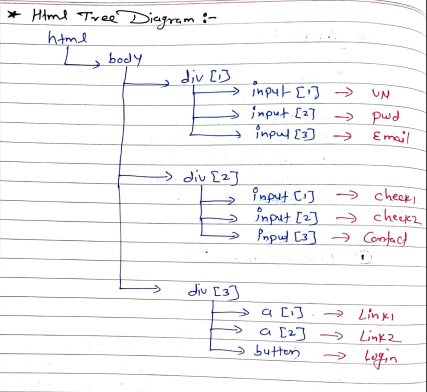 * Html Tree Diagram :-
html
body
div [1]
input [1] → UN
input [2] → pwd
input [3] → Email
div [2]
input [1] → check1
input [2] → check2
input [3] → Contact
div [3]
a [1] → Link1
a [2] → Link2
button → Login